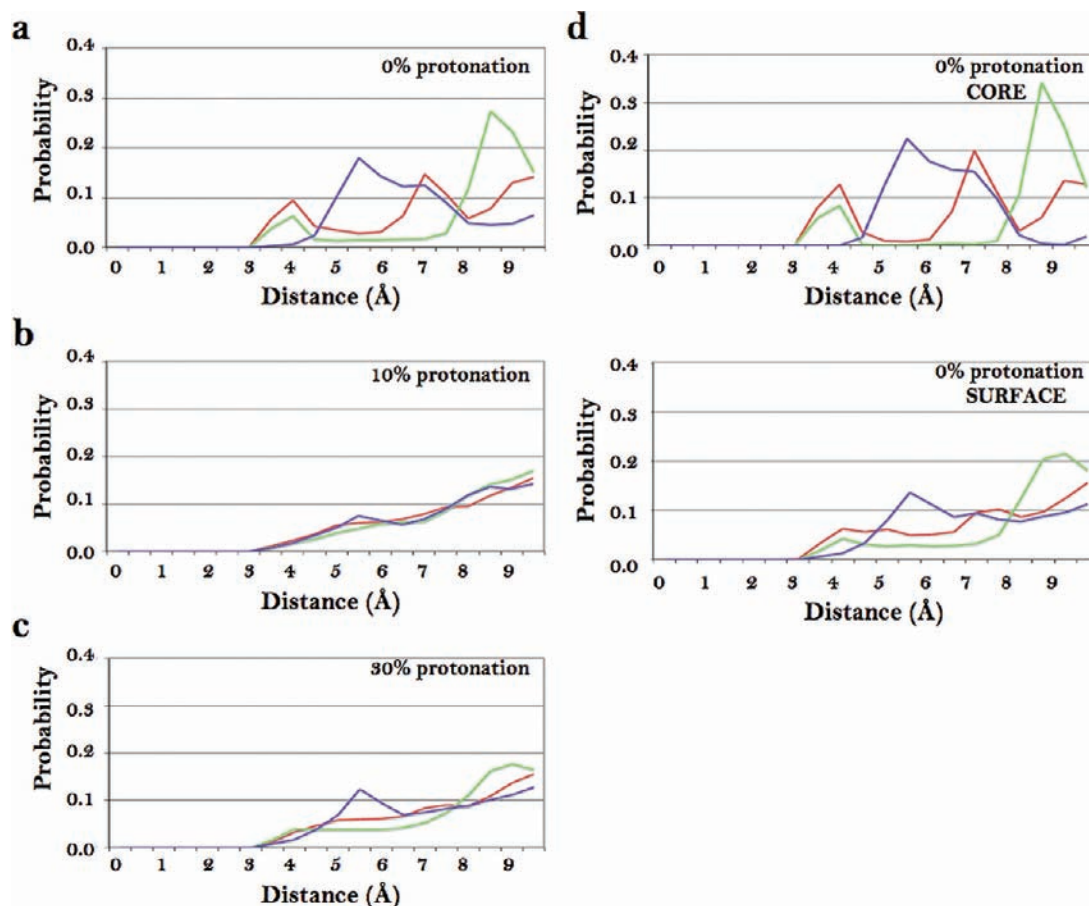 a
0.4
0.3
0.2
0.1
0.0
Probability
0% protonation
0 1 2 3 4 5 6 7 8 9
Distance (Å)
b
0.4
0.3
0.2
0.1
0.0
Probability
10% protonation
0 1 2 3 4 5 6 7 8 9
Distance (Å)
c
0.4
0.3
0.2
0.1
0.0
Probability
30% protonation
0 1 2 3 4 5 6 7 8 9
Distance (Å)
d
0.4
0.3
0.2
0.1
0.0
Probability
0% protonation
CORE
0 1 2 3 4 5 6 7 8 9
Distance (Å)
0.4
0.3
0.2
0.1
0.0
Probability
0% protonation
SURFACE
0 1 2 3 4 5 6 7 8 9
Distance (Å)